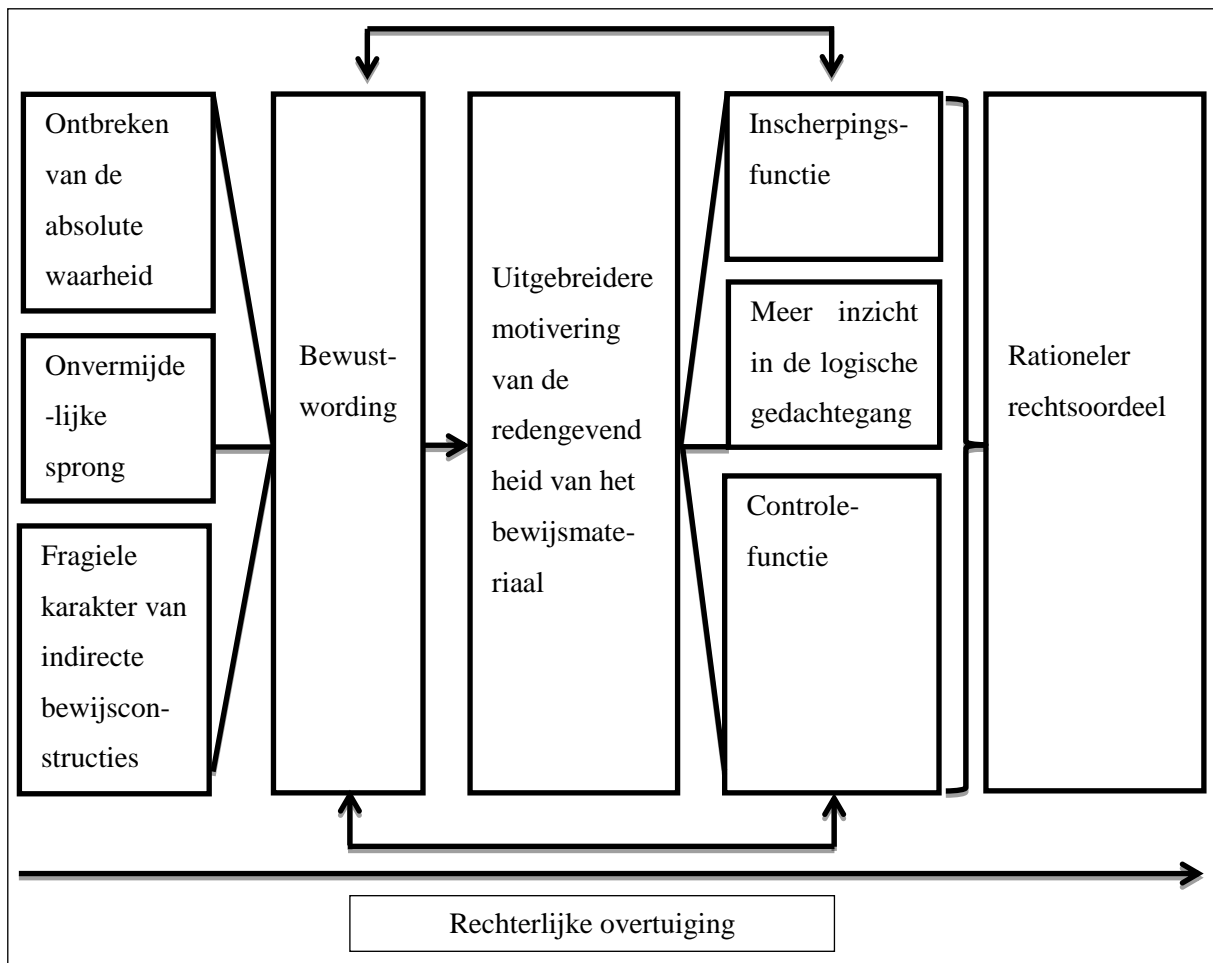 Ontbreken
van de
absolute
waarheid
Onvermijde
-lijke
sprong
Fragiele
karakter van
indirecte
bewijscon-
structies
Bewust-
wording
Uitgebreidere
motivering
van de
redengevend
heid van het
bewijsmate-
riaal
Inscherpings-
functie
Meer inzicht
in de logische
gedachtegang
Controle-
functie
Rationeler
rechtsoordeel
Rechterlijke overtuiging